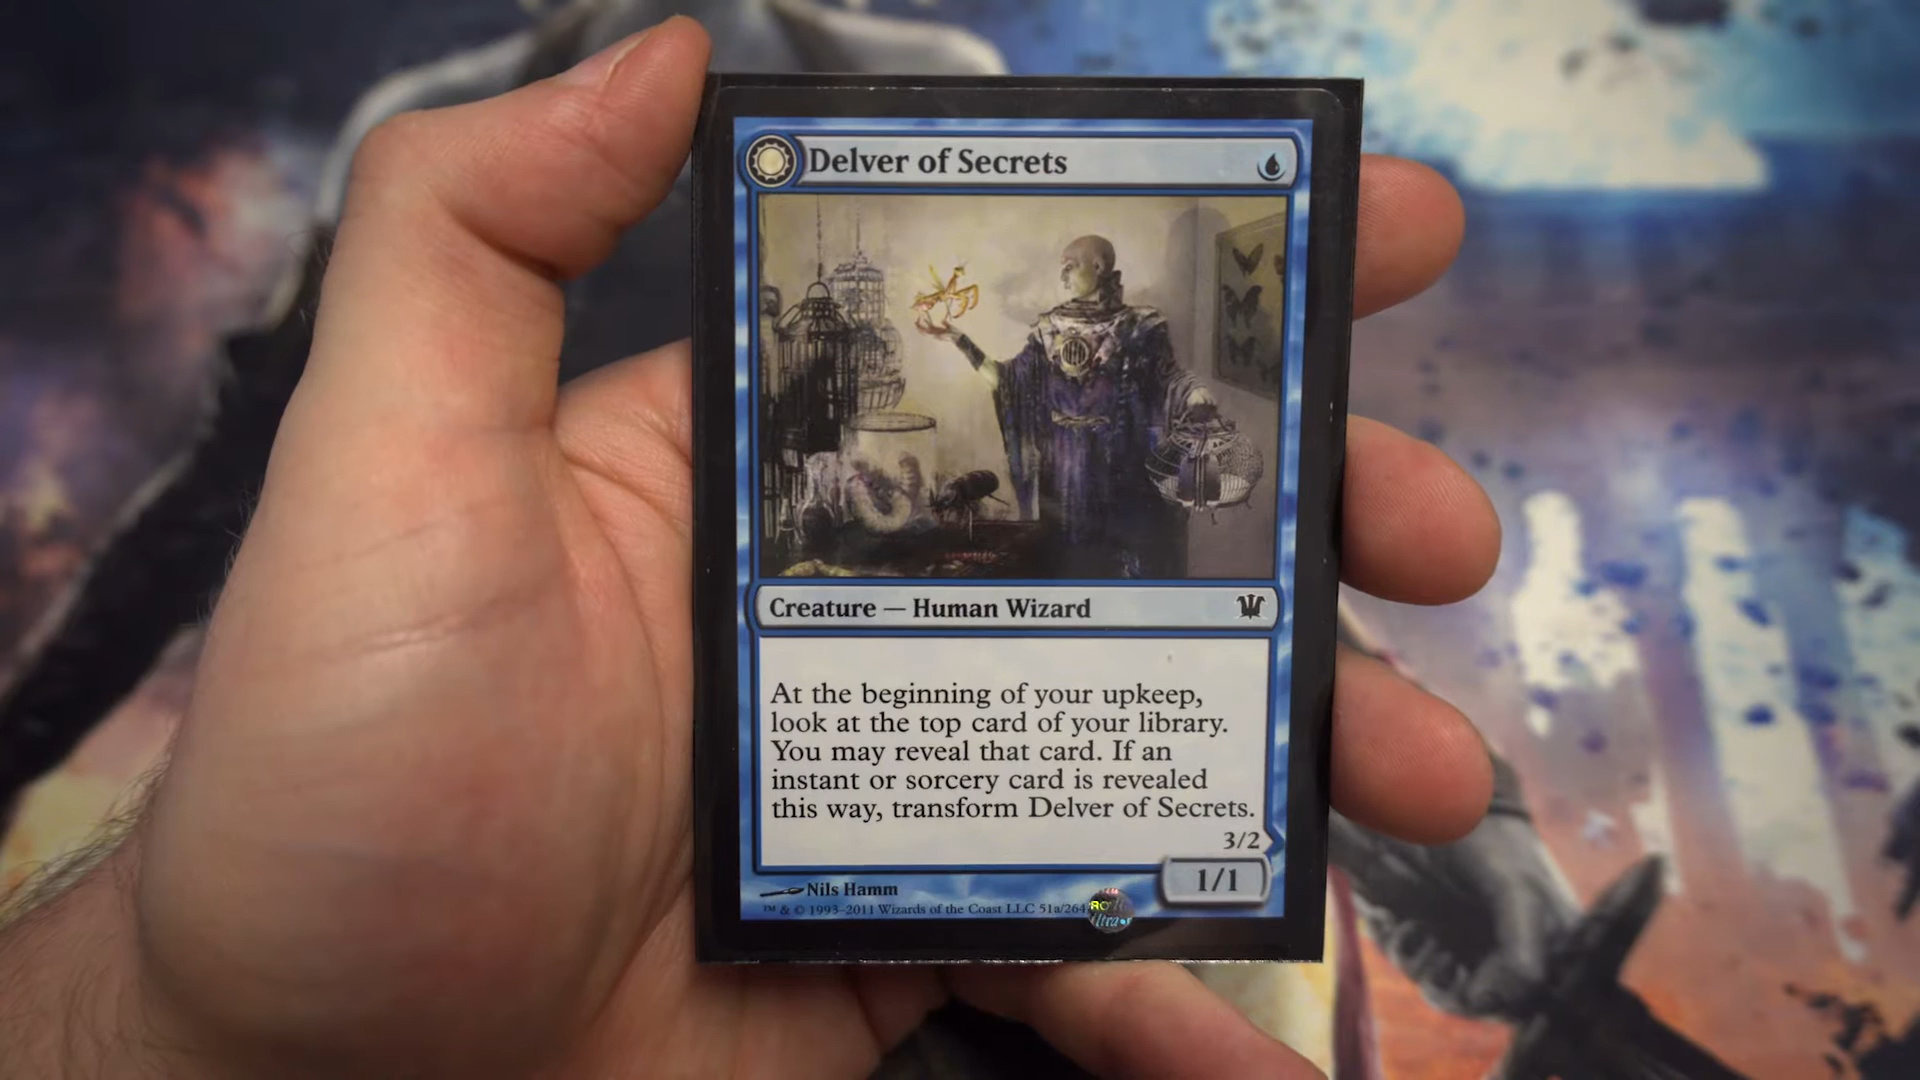 Delver of Secrets
Creature — Human Wizard
At the beginning of your upkeep,
look at the top card of your library.
You may reveal that card. If an
instant or sorcery card is revealed
this way, transform Delver of Secrets.
3/2
1/1
Nils Hamm
™ & © 1993–2011 Wizards of the Coast LLC 51a/264